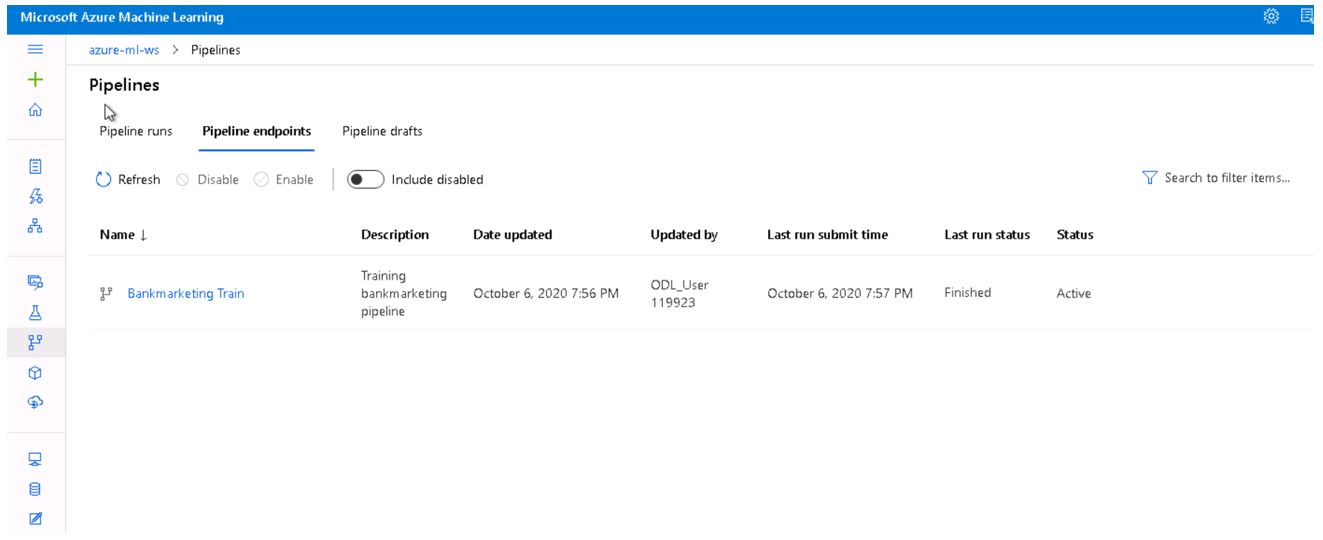 Microsoft Azure Machine Learning
azure-ml-ws > Pipelines
Pipelines
Pipeline runs Pipeline endpoints Pipeline drafts
Refresh Disable Enable Include disabled Search to filter items...
Name ↓ Description Date updated Updated by Last run submit time Last run status Status
Bankmarketing Train Training bankmarketing pipeline October 6, 2020 7:56 PM ODL_User 119923 October 6, 2020 7:57 PM Finished Active